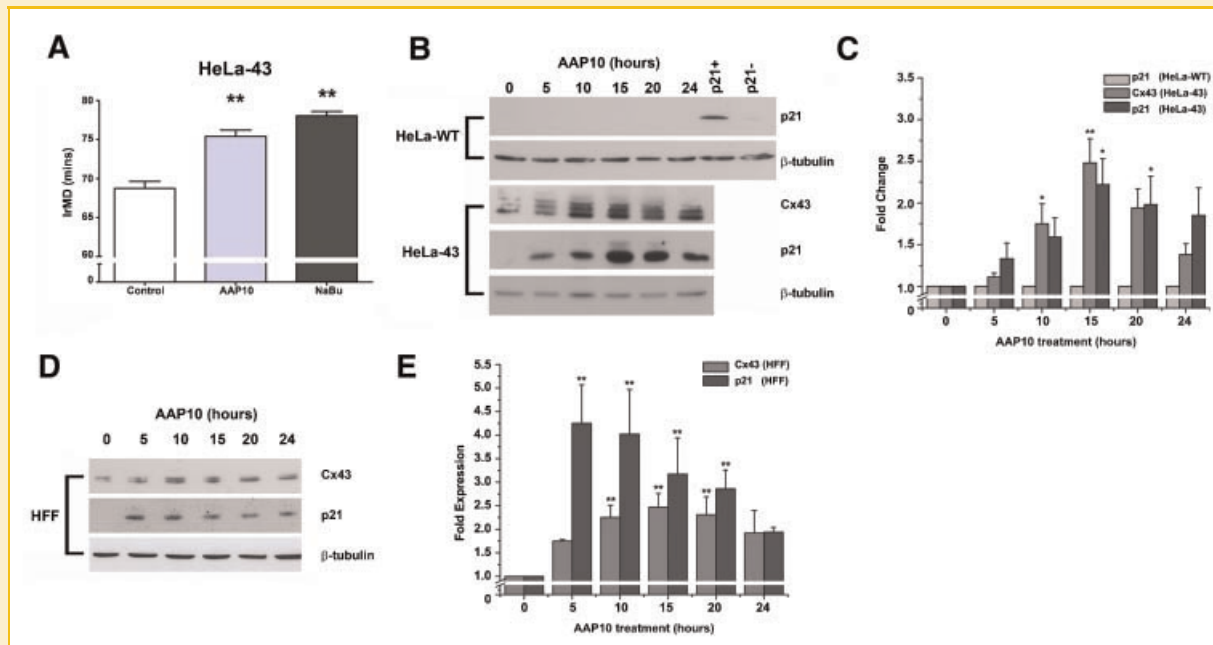 A
HeLa-43
**
**
80
75
70
65
60
0
IrMD (mins)
Control
AAP10
NaBu
B
AAP10 (hours)
0 5 10 15 20 24 p21+ p21-
HeLa-WT
p21
β-tubulin
HeLa-43
Cx43
p21
β-tubulin
C
p21 (HeLa-WT)
Cx43 (HeLa-43)
p21 (HeLa-43)
3.5
3.0
2.5
2.0
1.5
1.0
0
Fold Change
*
**
*
*
0 5 10 15 20 24
AAP10 treatment (hours)
D
AAP10 (hours)
0 5 10 15 20 24
HFF
Cx43
p21
β-tubulin
E
Cx43 (HFF)
p21 (HFF)
5.5
5.0
4.5
4.0
3.5
3.0
2.5
2.0
1.5
1.0
0
Fold Expression
**
**
**
**
**
**
**
0 5 10 15 20 24
AAP10 treatment (hours)